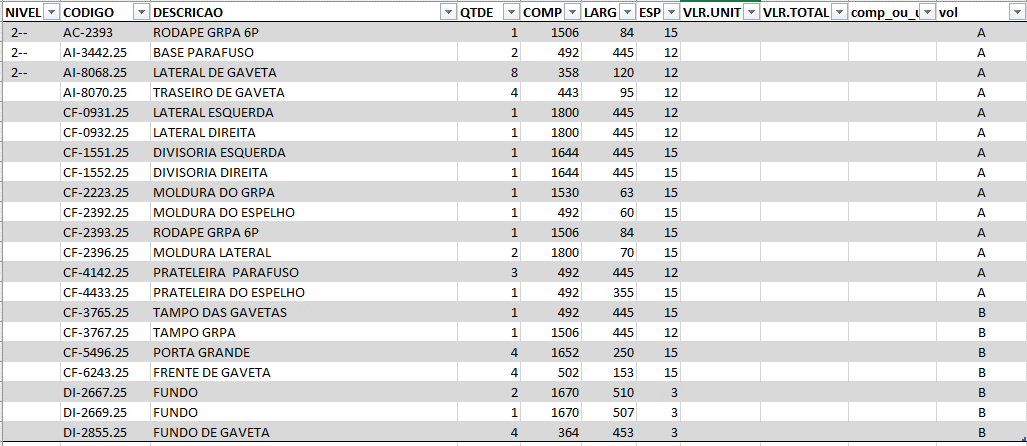 NIVEL CODIGO DESCRICAO QTDE COMP LARG ESP VLR.UNIT VLR.TOTAL comp_ou_u vol
2-- AC-2393 RODAPE GRPA 6P 1 1506 84 15 A
2-- AI-3442.25 BASE PARAFUSO 2 492 445 12 A
2-- AI-8068.25 LATERAL DE GAVETA 8 358 120 12 A
AI-8070.25 TRASEIRO DE GAVETA 4 443 95 12 A
CF-0931.25 LATERAL ESQUERDA 1 1800 445 12 A
CF-0932.25 LATERAL DIREITA 1 1800 445 12 A
CF-1551.25 DIVISORIA ESQUERDA 1 1644 445 15 A
CF-1552.25 DIVISORIA DIREITA 1 1644 445 15 A
CF-2223.25 MOLDURA DO GRPA 1 1530 63 15 A
CF-2392.25 MOLDURA DO ESPELHO 1 492 60 15 A
CF-2393.25 RODAPE GRPA 6P 1 1506 84 15 A
CF-2396.25 MOLDURA LATERAL 2 1800 70 15 A
CF-4142.25 PRATELEIRA  PARAFUSO 3 492 445 12 A
CF-4433.25 PRATELEIRA DO ESPELHO 1 492 355 15 A
CF-3765.25 TAMPO DAS GAVETAS 1 492 445 15 B
CF-3767.25 TAMPO GRPA 1 1506 445 12 B
CF-5496.25 PORTA GRANDE 4 1652 250 15 B
CF-6243.25 FRENTE DE GAVETA 4 502 153 15 B
DI-2667.25 FUNDO 2 1670 510 3 B
DI-2669.25 FUNDO 1 1670 507 3 B
DI-2855.25 FUNDO DE GAVETA 4 364 453 3 B